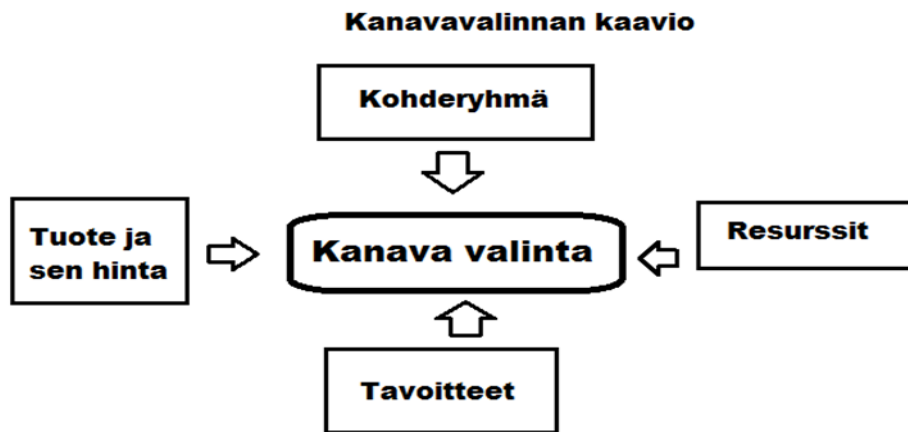 Kanavavalinnan kaavio
Kohderyhmä
Tuote ja
sen hinta
Kanava valinta
Resurssit
Tavoitteet